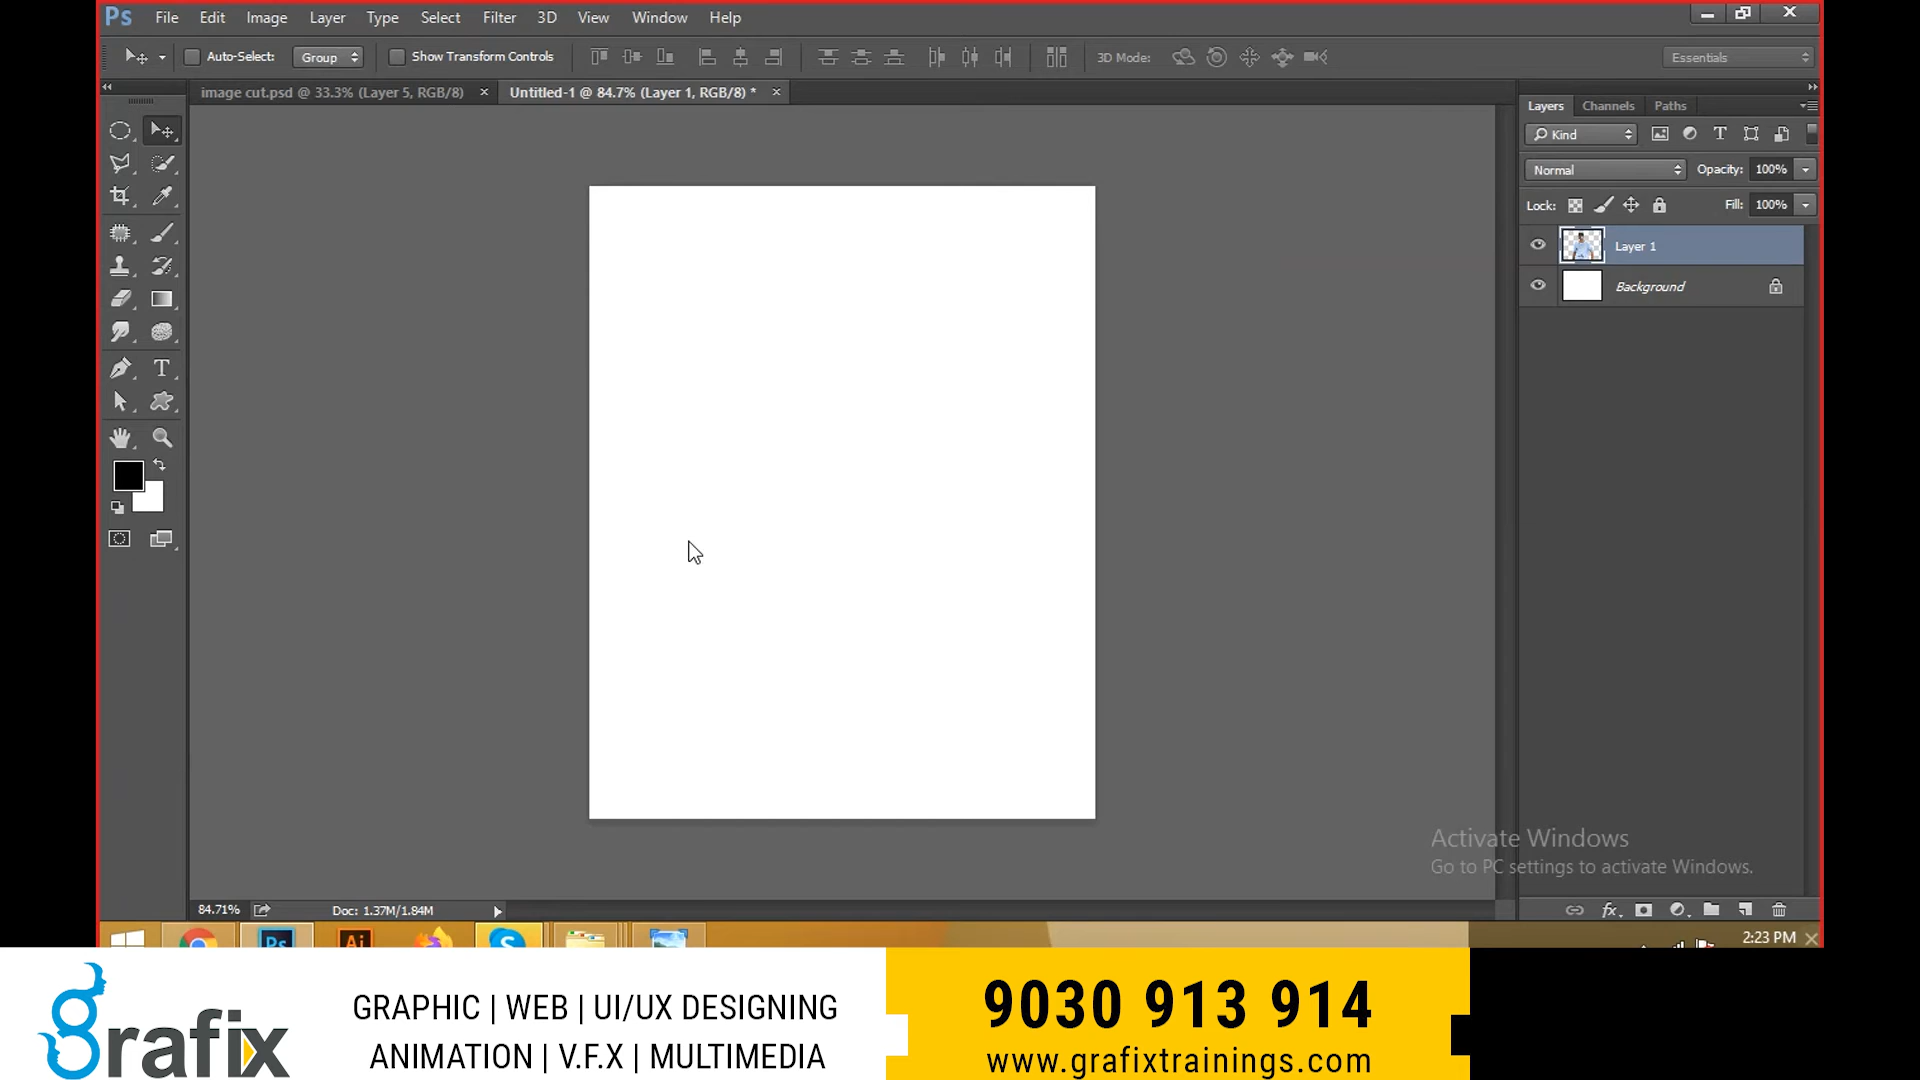 Ps File Edit Image Layer Type Select Filter 3D View Window Help
Auto-Select: Group Show Transform Controls 3D Mode: Essentials
image cut.psd @ 33.3% (Layer 5, RGB/8) × Untitled-1 @ 84.7% (Layer 1, RGB/8) * ×
Layers Channels Paths
Kind
Normal Opacity: 100%
Lock: Fill: 100%
Layer 1
Background
Activate Windows
Go to PC settings to activate Windows.
84.71% Doc: 1.37M/1.84M
fx
Ps Ai S 2:23 PM
grafix
GRAPHIC | WEB | UI/UX DESIGNING
ANIMATION | V.F.X | MULTIMEDIA
9030 913 914
www.grafixtrainings.com